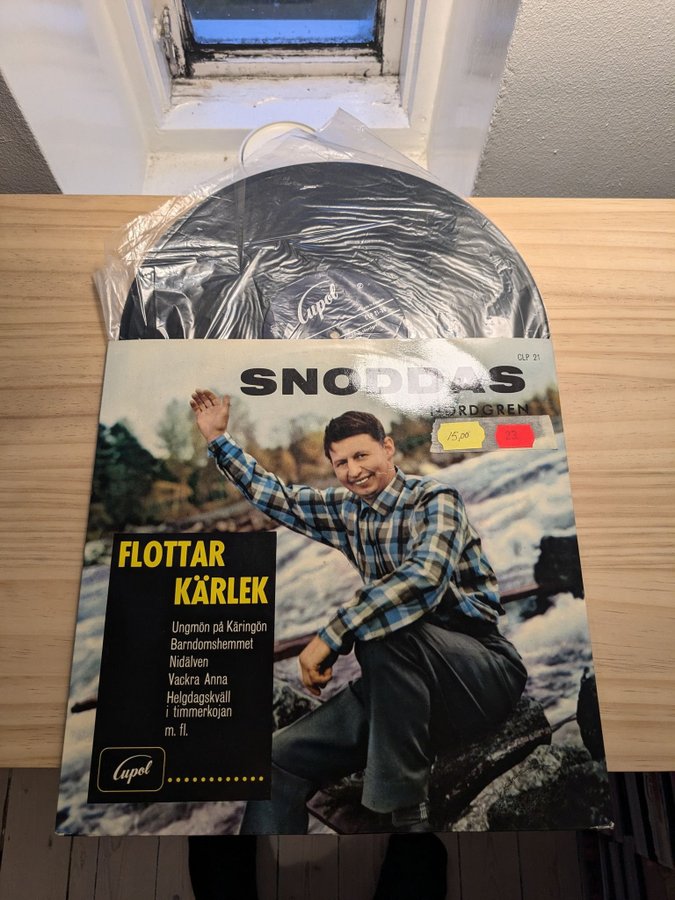 Cupol
CLP 21
SNODDAS
NORDGREN
15,00
23
FLOTTAR
KÄRLEK
Ungmön på Käringön
Barndomshemmet
Nidälven
Vackra Anna
Helgdagskväll
i timmerkojan
m. fl.
Cupol